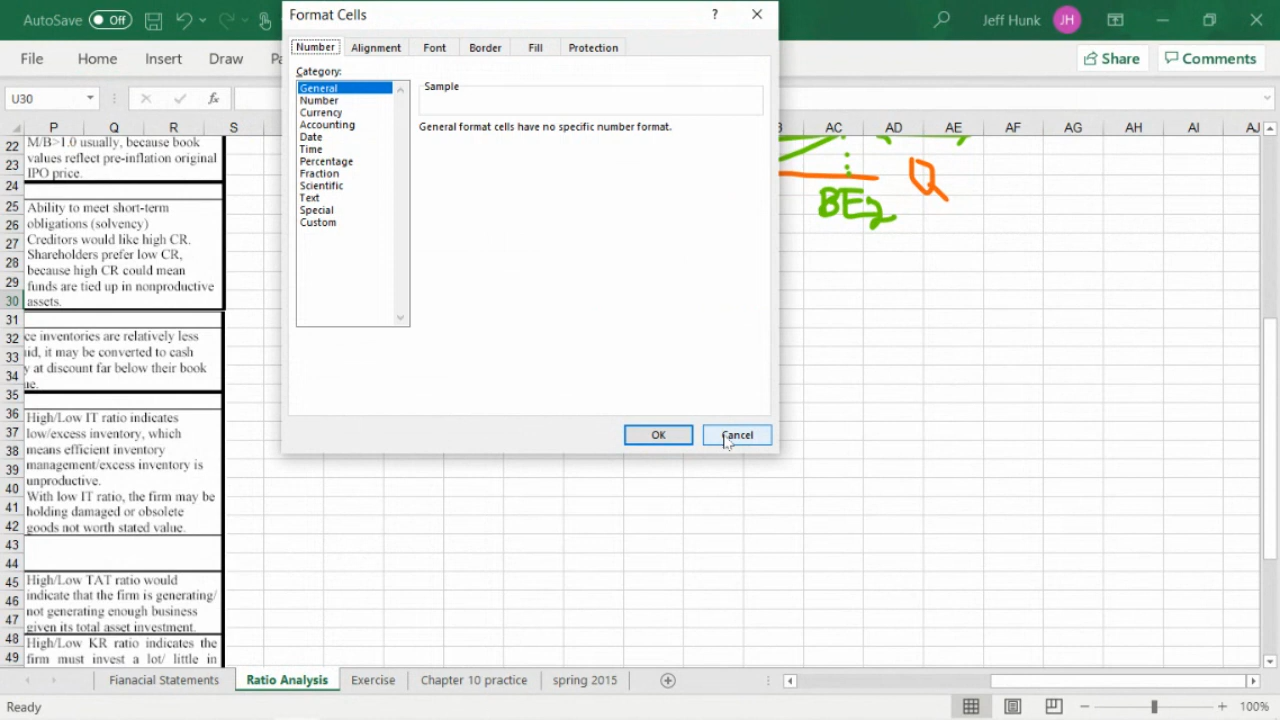 AutoSave Off
Format Cells
?
Jeff Hunk JH
File Home Insert Draw Pa
Share Comments
Number Alignment Font Border Fill Protection
Category:
General
Number
Currency
Accounting
Date
Time
Percentage
Fraction
Scientific
Text
Special
Custom
Sample
General format cells have no specific number format.
OK Cancel
U30 fx
P Q R S AC AD AE AF AG AH AI AJ
22
23
24
25
26
27
28
29
30
31
32
33
34
35
36
37
38
39
40
41
42
43
44
45
46
47
48
49
M/B>1.0 usually, because book
values reflect pre-inflation original
IPO price.
Ability to meet short-term
obligations (solvency)
Creditors would like high CR.
Shareholders prefer low CR,
because high CR could mean
funds are tied up in nonproductive
assets.
ce inventories are relatively less
uid, it may be converted to cash
y at discount far below their book
ue.
High/Low IT ratio indicates
low/excess inventory, which
means efficient inventory
management/excess inventory is
unproductive.
With low IT ratio, the firm may be
holding damaged or obsolete
goods not worth stated value.
High/Low TAT ratio would
indicate that the firm is generating/
not generating enough business
given its total asset investment.
High/Low KR ratio indicates the
firm must invest a lot/ little in
Q
BE2
Fianacial Statements Ratio Analysis Exercise Chapter 10 practice spring 2015
Ready
100%